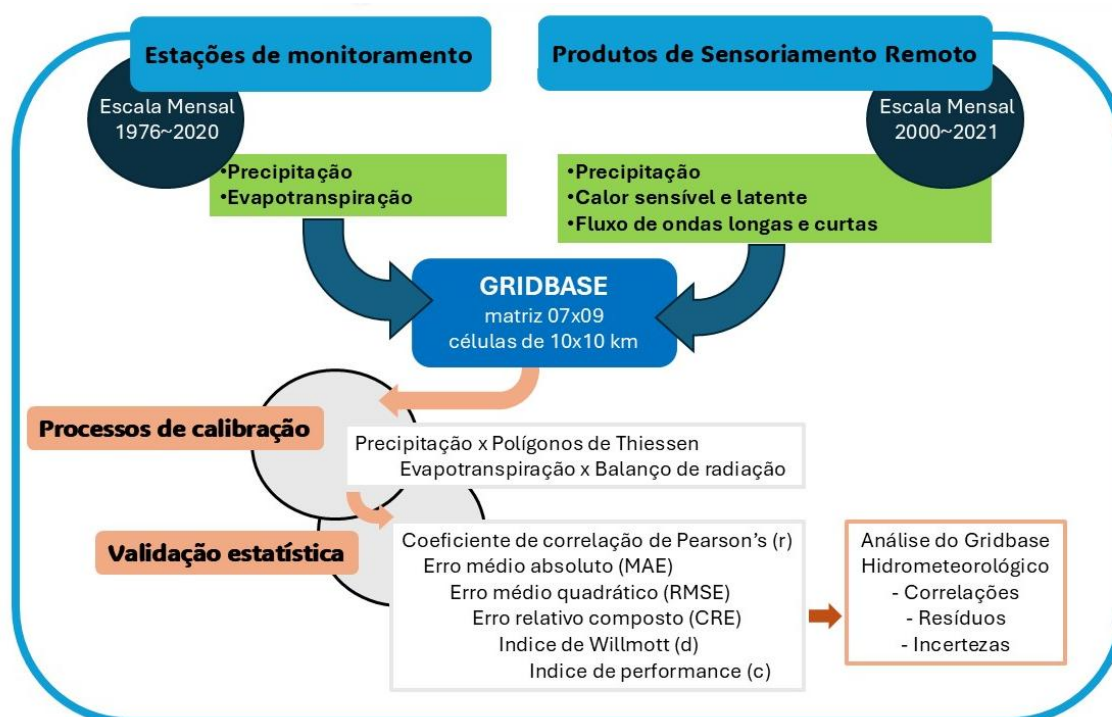 Estações de monitoramento
Produtos de Sensoriamento Remoto
Escala Mensal
1976~2020
Escala Mensal
2000~2021
•Precipitação
•Evapotranspiração
•Precipitação
•Calor sensível e latente
•Fluxo de ondas longas e curtas
GRIDBASE
matriz 07x09
células de 10x10 km
Processos de calibração
Precipitação x Polígonos de Thiessen
Evapotranspiração x Balanço de radiação
Validação estatística
Coeficiente de correlação de Pearson’s (r)
Erro médio absoluto (MAE)
Erro médio quadrático (RMSE)
Erro relativo composto (CRE)
Indice de Willmott (d)
Indice de performance (c)
Análise do Gridbase
Hidrometeorológico
- Correlações
- Resíduos
- Incertezas